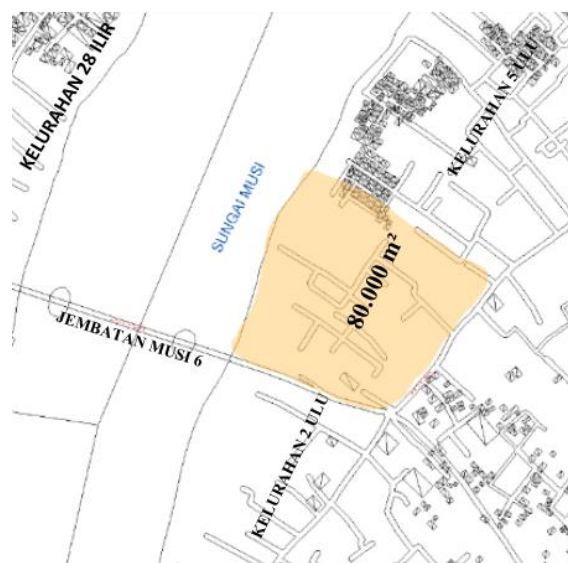 KELURAHAN 28 ILIR
KELURAHAN 5 ULU
SUNGAI MUSI
80.000 m²
JEMBATAN MUSI 6
KELURAHAN 2 ULU